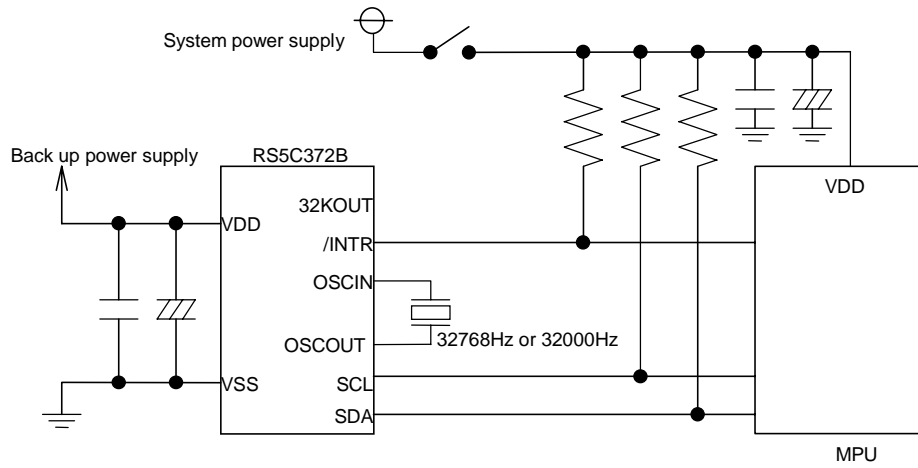 System power supply
Back up power supply
RS5C372B
VDD
32KOUT
VDD
/INTR
OSCIN
OSCOUT
32768Hz or 32000Hz
VSS
SCL
SDA
MPU